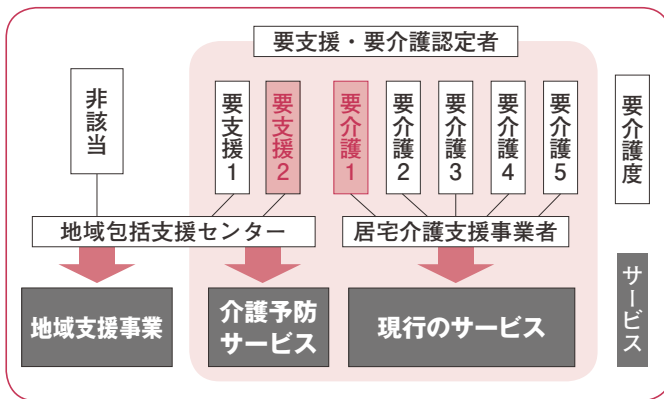 要支援・要介護認定者
非該当
要支援1
要支援2
要介護1
要介護2
要介護3
要介護4
要介護5
要介護度
地域包括支援センター
居宅介護支援事業者
地域支援事業
介護予防
サービス
現行のサービス
サービス